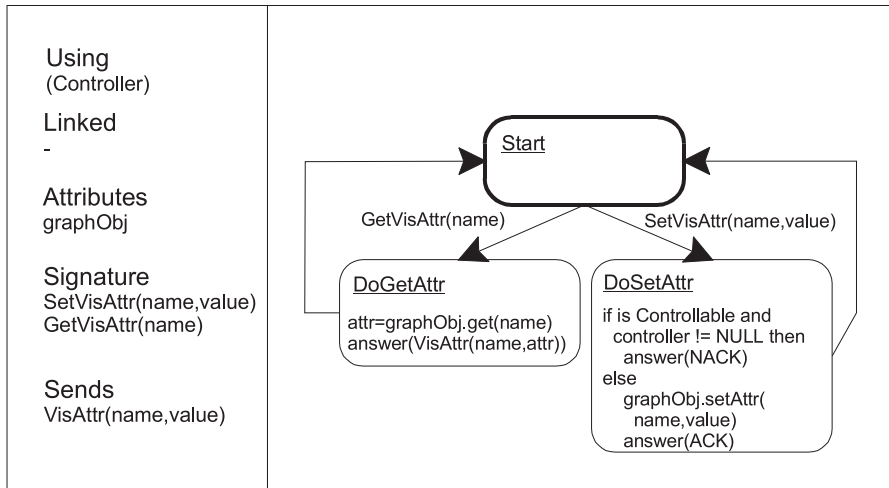 Using
(Controller)
Linked
-
Attributes
graphObj
Signature
SetVisAttr(name,value)
GetVisAttr(name)
Sends
VisAttr(name,value)
Start
GetVisAttr(name)
SetVisAttr(name,value)
DoGetAttr
attr=graphObj.get(name)
answer(VisAttr(name,attr))
DoSetAttr
if is Controllable and
controller != NULL then
answer(NACK)
else
graphObj.setAttr(
name,value)
answer(ACK)